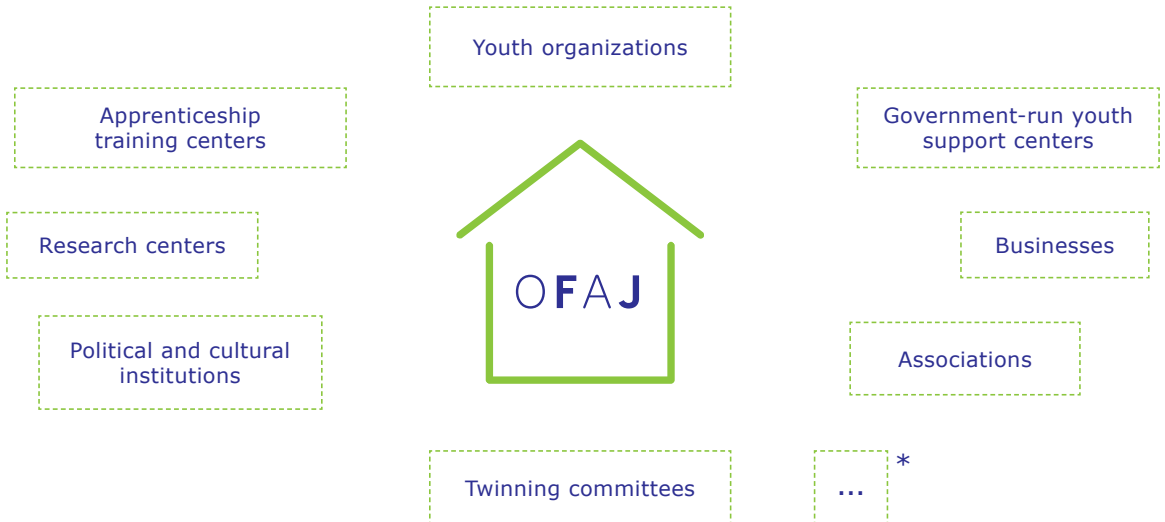 Youth organizations
Apprenticeship
training centers
Government-run youth
support centers
Research centers
Businesses
OFAJ
Political and cultural
institutions
Associations
Twinning committees
... *